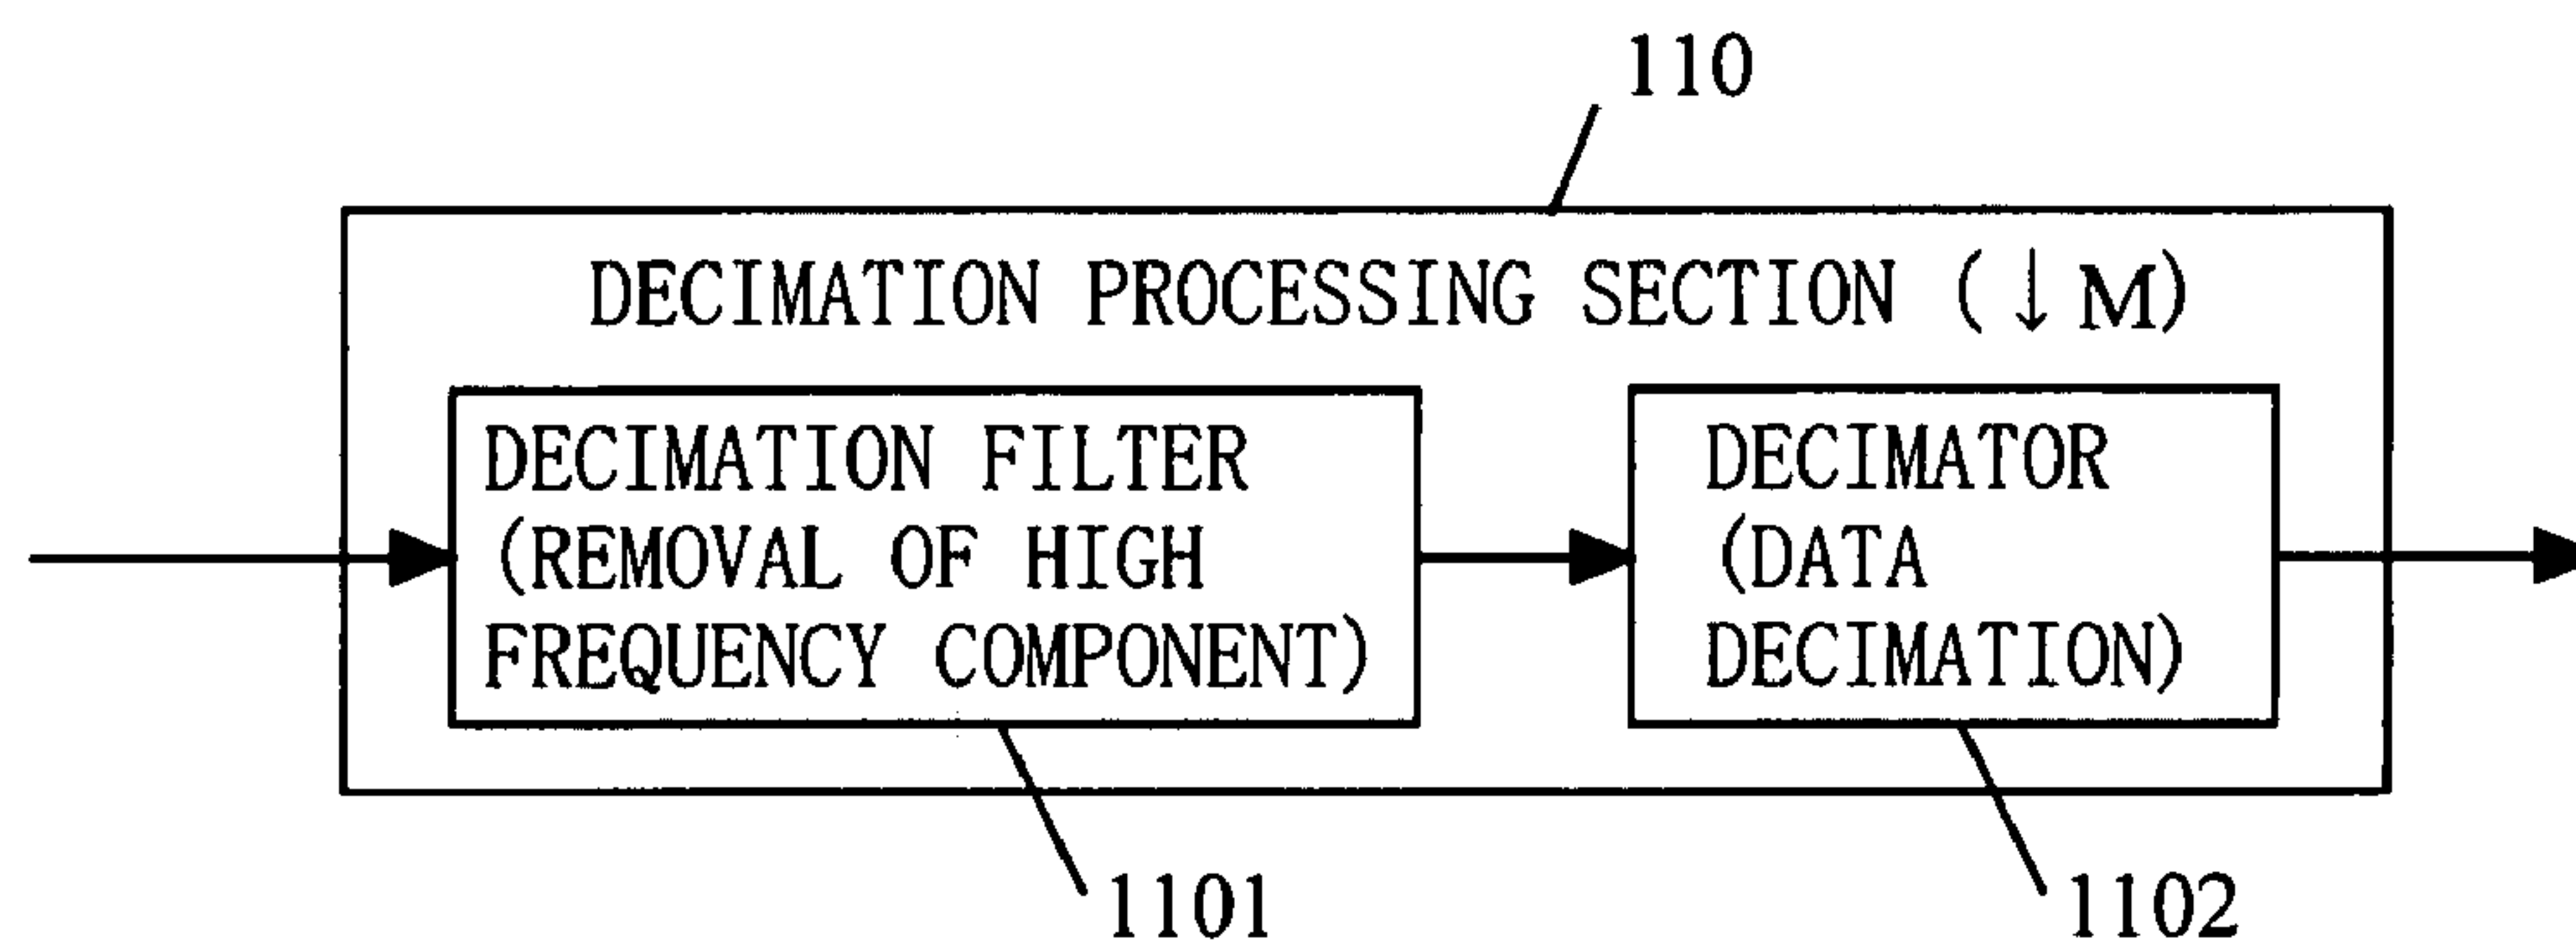 110
DECIMATION PROCESSING SECTION (↓M)
DECIMATION FILTER
(REMOVAL OF HIGH
FREQUENCY COMPONENT)
DECIMATOR
(DATA
DECIMATION)
1101
1102